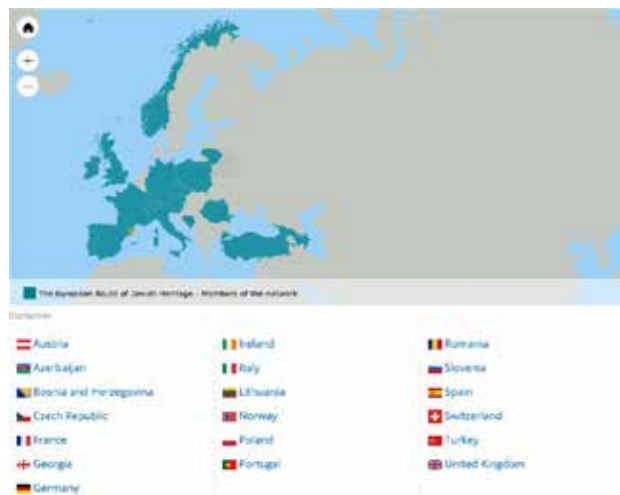 The European Route of Jewish Heritage - Members of the network
Disclaimer
Austria
Azerbaijan
Bosnia and Herzegovina
Czech Republic
France
Georgia
Germany
Ireland
Italy
Lithuania
Norway
Poland
Portugal
Romania
Slovenia
Spain
Switzerland
Turkey
United Kingdom